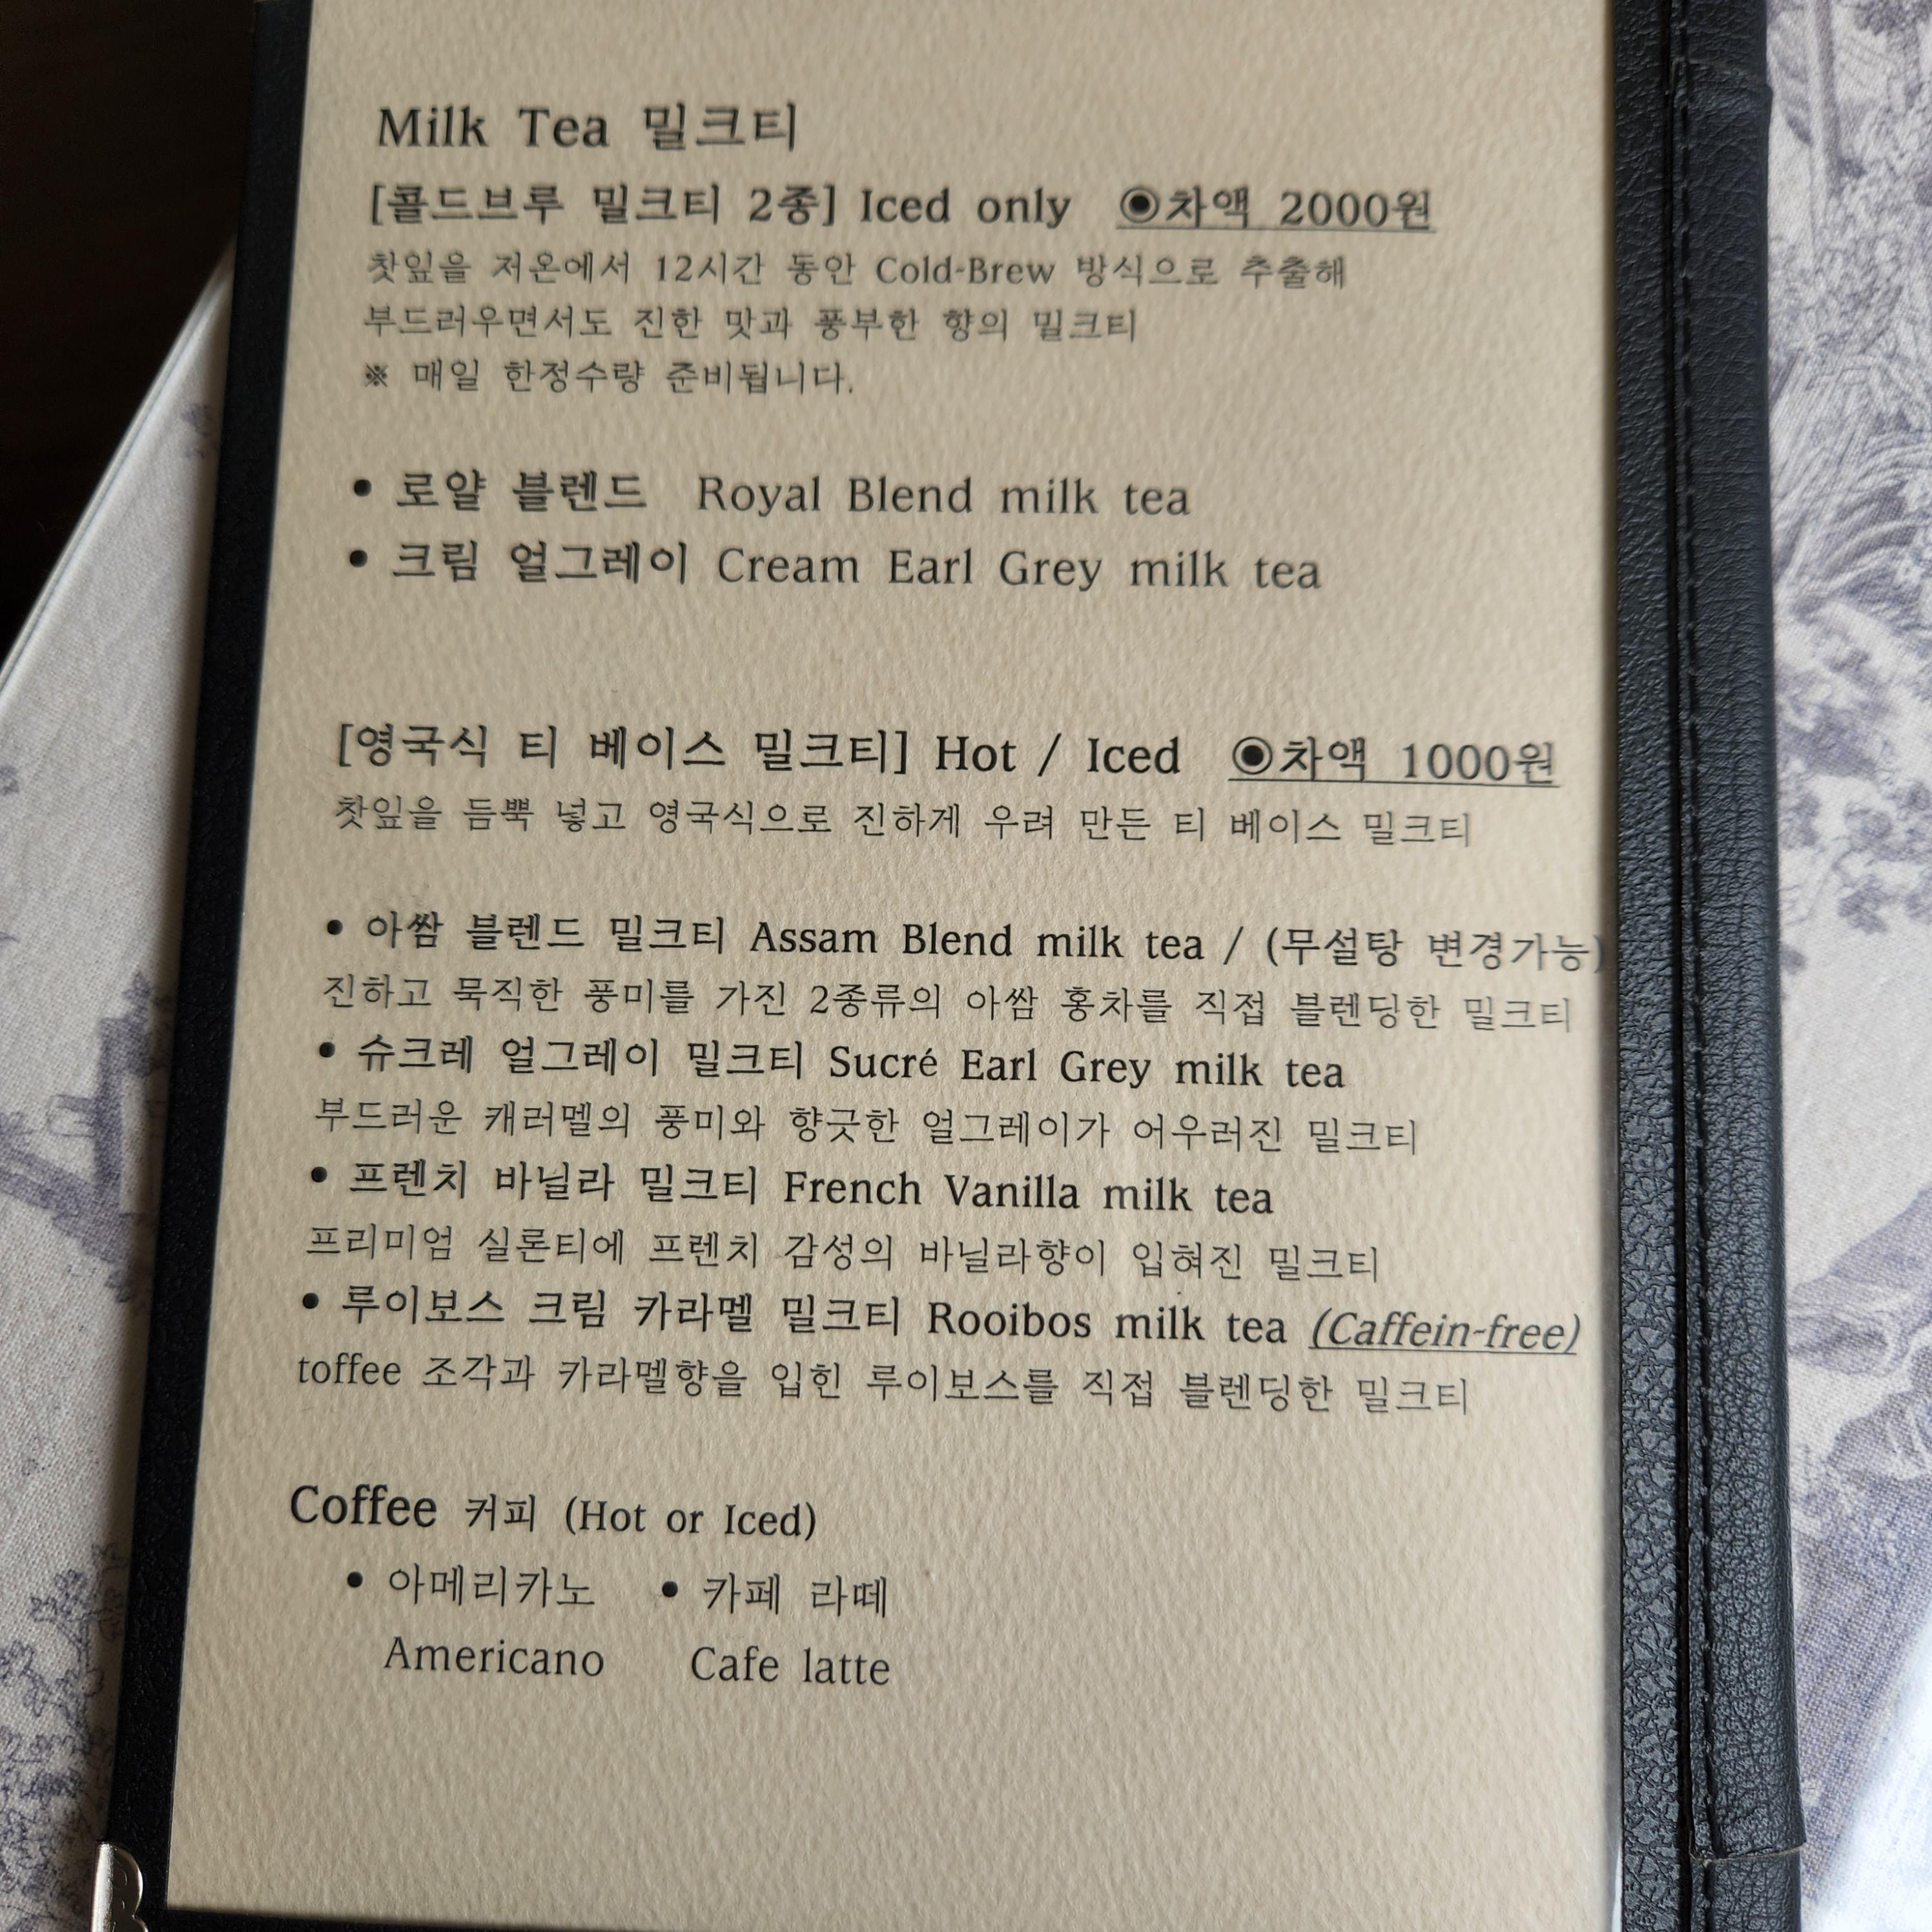 Milk Tea 밀크티
[콜드브루 밀크티 2종] Iced only ◉차액 2000원
찻잎을 저온에서 12시간 동안 Cold-Brew 방식으로 추출해
부드러우면서도 진한 맛과 풍부한 향의 밀크티
※ 매일 한정수량 준비됩니다.
• 로얄 블렌드 Royal Blend milk tea
• 크림 얼그레이 Cream Earl Grey milk tea
[영국식 티 베이스 밀크티] Hot / Iced ◉차액 1000원
찻잎을 듬뿍 넣고 영국식으로 진하게 우려 만든 티 베이스 밀크티
• 아쌈 블렌드 밀크티 Assam Blend milk tea / (무설탕 변경가능)
진하고 묵직한 풍미를 가진 2종류의 아쌈 홍차를 직접 블렌딩한 밀크티
• 슈크레 얼그레이 밀크티 Sucré Earl Grey milk tea
부드러운 캐러멜의 풍미와 향긋한 얼그레이가 어우러진 밀크티
• 프렌치 바닐라 밀크티 French Vanilla milk tea
프리미엄 실론티에 프렌치 감성의 바닐라향이 입혀진 밀크티
• 루이보스 크림 카라멜 밀크티 Rooibos milk tea (Caffein-free)
toffee 조각과 카라멜향을 입힌 루이보스를 직접 블렌딩한 밀크티
Coffee 커피 (Hot or Iced)
• 아메리카노 • 카페 라떼
Americano Cafe latte